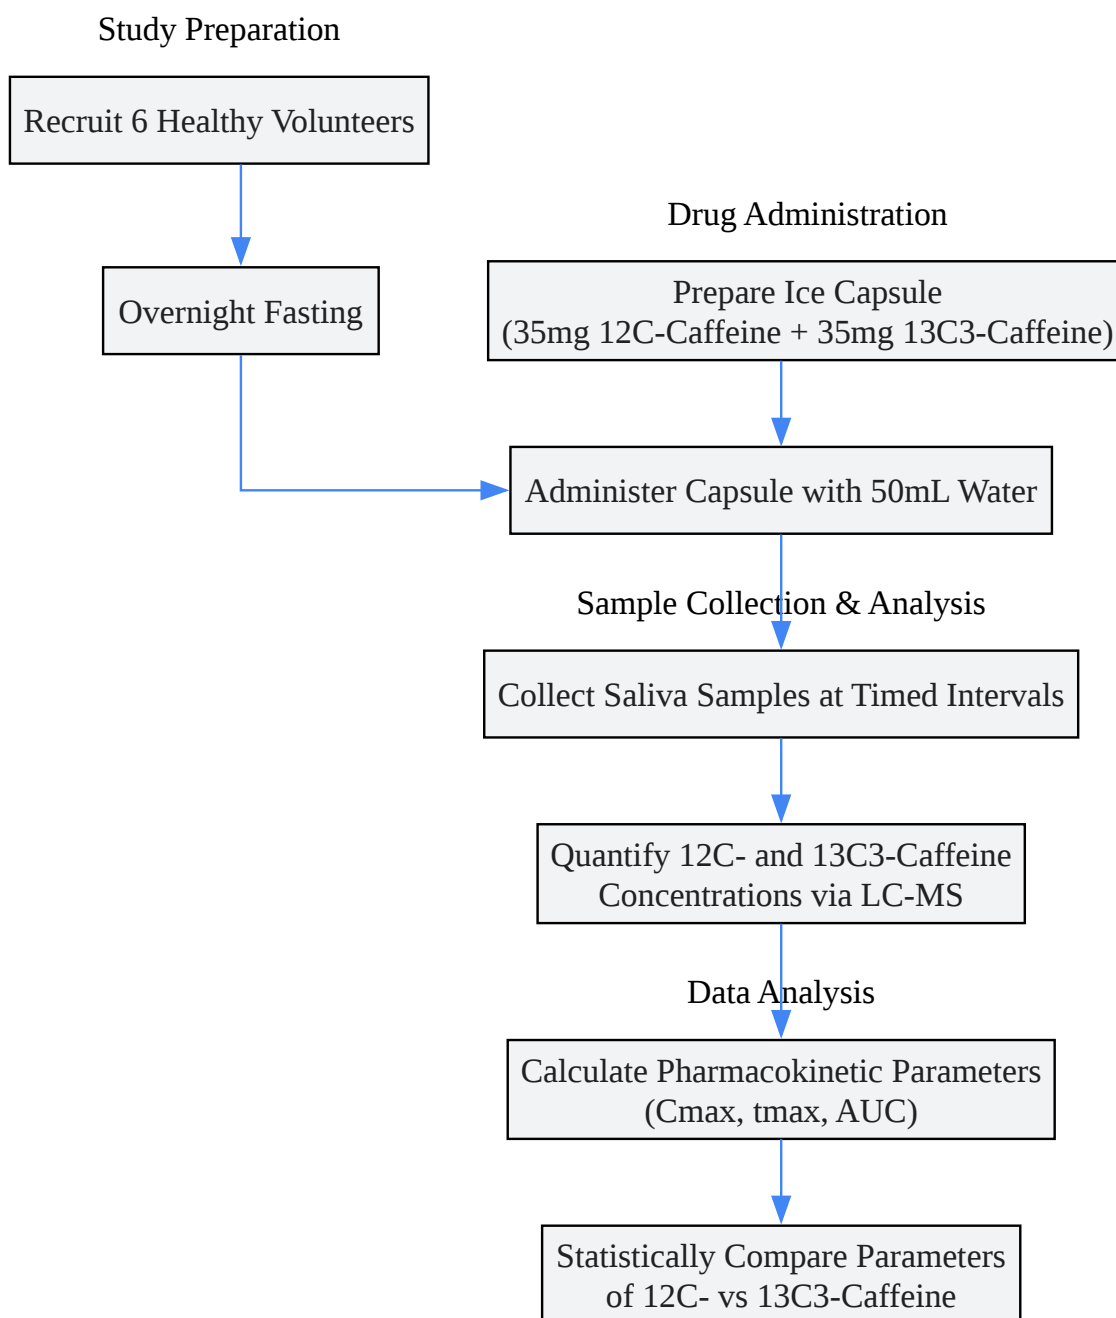 Study Preparation
Recruit 6 Healthy Volunteers
Overnight Fasting
Drug Administration
Prepare Ice Capsule
(35mg 12C-Caffeine + 35mg 13C3-Caffeine)
Administer Capsule with 50mL Water
Sample Collection & Analysis
Collect Saliva Samples at Timed Intervals
Quantify 12C- and 13C3-Caffeine
Concentrations via LC-MS
Data Analysis
Calculate Pharmacokinetic Parameters
(Cmax, tmax, AUC)
Statistically Compare Parameters
of 12C- vs 13C3-Caffeine